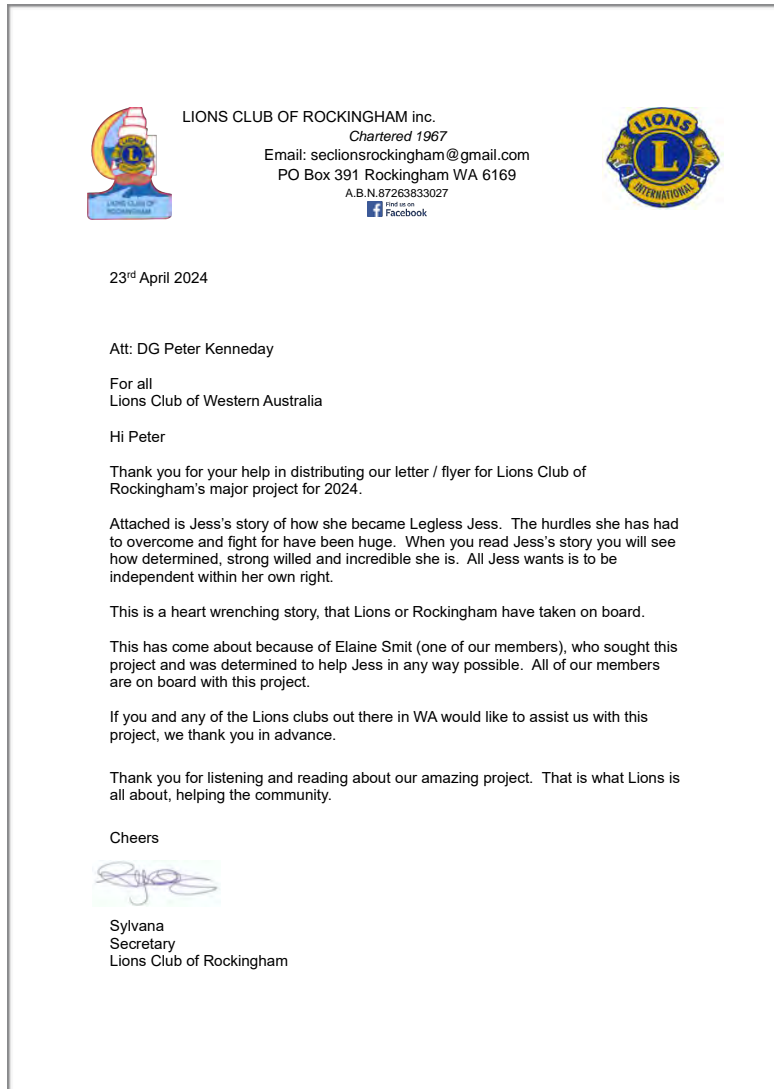 LIONS CLUB OF ROCKINGHAM inc.
Chartered 1967
Email: seclionsrockingham@gmail.com
PO Box 391 Rockingham WA 6169
A.B.N.87263833027
Find us on
Facebook
LIONS CLUB OF
ROCKINGHAM
LIONS
L
INTERNATIONAL
23rd April 2024
Att: DG Peter Kenneday
For all
Lions Club of Western Australia
Hi Peter
Thank you for your help in distributing our letter / flyer for Lions Club of
Rockingham's major project for 2024.
Attached is Jess's story of how she became Legless Jess.  The hurdles she has had
to overcome and fight for have been huge.  When you read Jess's story you will see
how determined, strong willed and incredible she is.  All Jess wants is to be
independent within her own right.
This is a heart wrenching story, that Lions or Rockingham have taken on board.
This has come about because of Elaine Smit (one of our members), who sought this
project and was determined to help Jess in any way possible.  All of our members
are on board with this project.
If you and any of the Lions clubs out there in WA would like to assist us with this
project, we thank you in advance.
Thank you for listening and reading about our amazing project.  That is what Lions is
all about, helping the community.
Cheers
Sylvana
Secretary
Lions Club of Rockingham